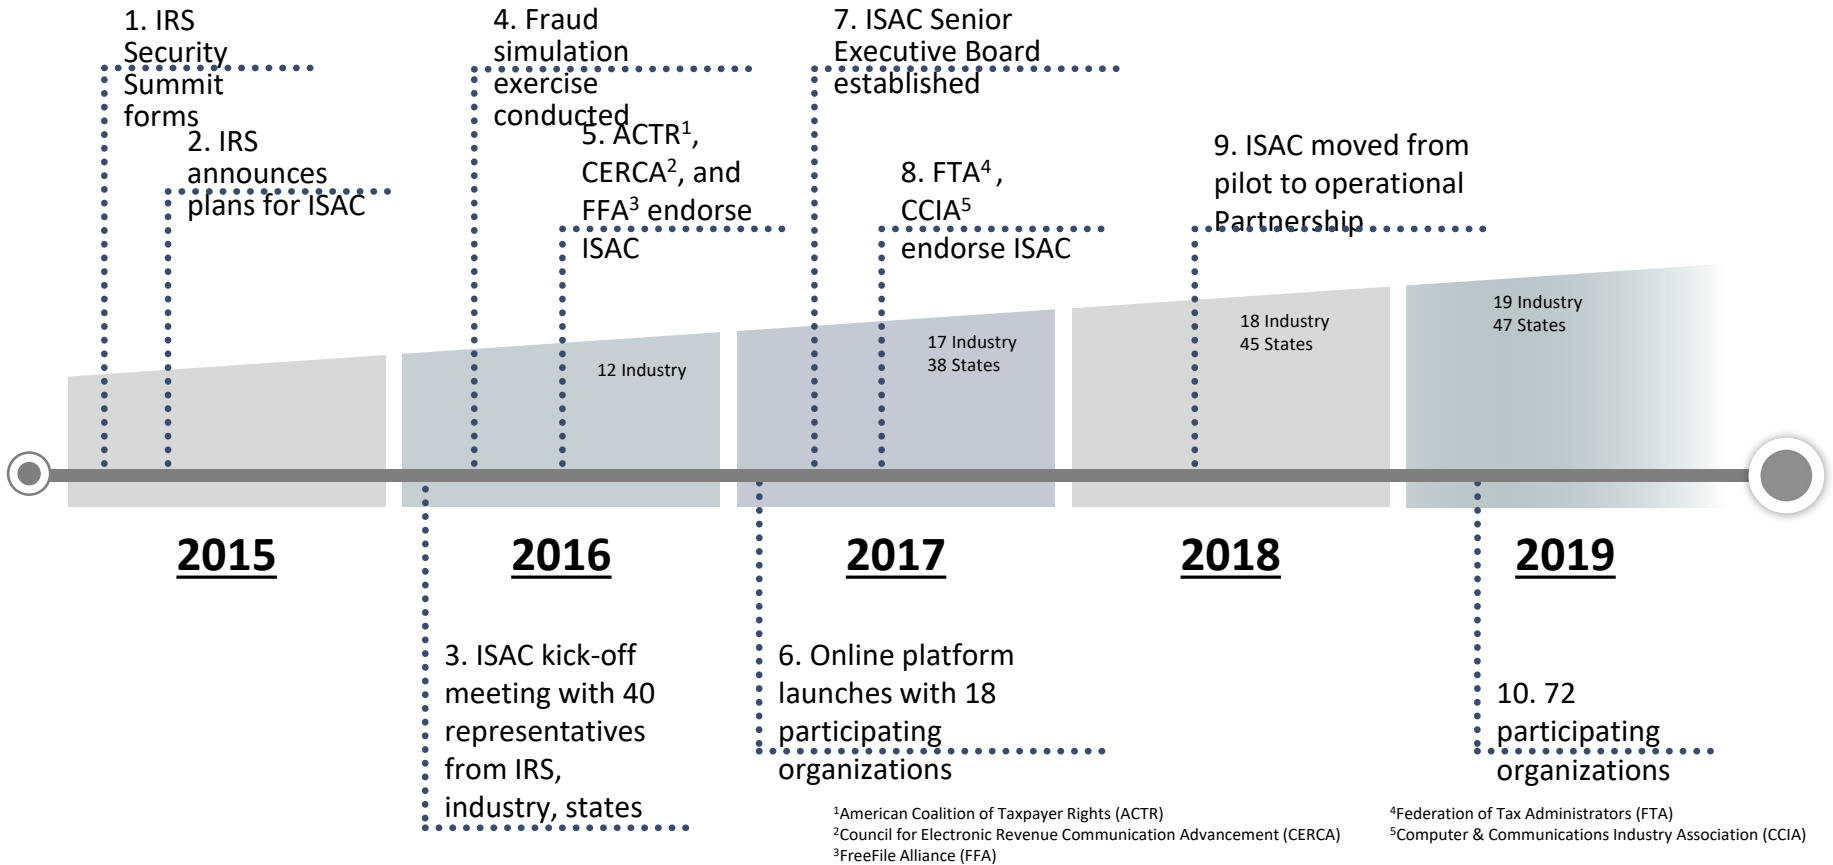 1. IRS
Security
Summit
forms
2. IRS
announces
plans for ISAC
4. Fraud
simulation
exercise
conducted
5. ACTR¹,
CERCA², and
FFA³ endorse
ISAC
7. ISAC Senior
Executive Board
established
8. FTA⁴ ,
CCIA⁵
endorse ISAC
9. ISAC moved from
pilot to operational
Partnership
12 Industry
17 Industry
38 States
18 Industry
45 States
19 Industry
47 States
2015
2016
2017
2018
2019
3. ISAC kick-off
meeting with 40
representatives
from IRS,
industry, states
6. Online platform
launches with 18
participating
organizations
10. 72
participating
organizations
¹American Coalition of Taxpayer Rights (ACTR)
²Council for Electronic Revenue Communication Advancement (CERCA)
³FreeFile Alliance (FFA)
⁴Federation of Tax Administrators (FTA)
⁵Computer & Communications Industry Association (CCIA)